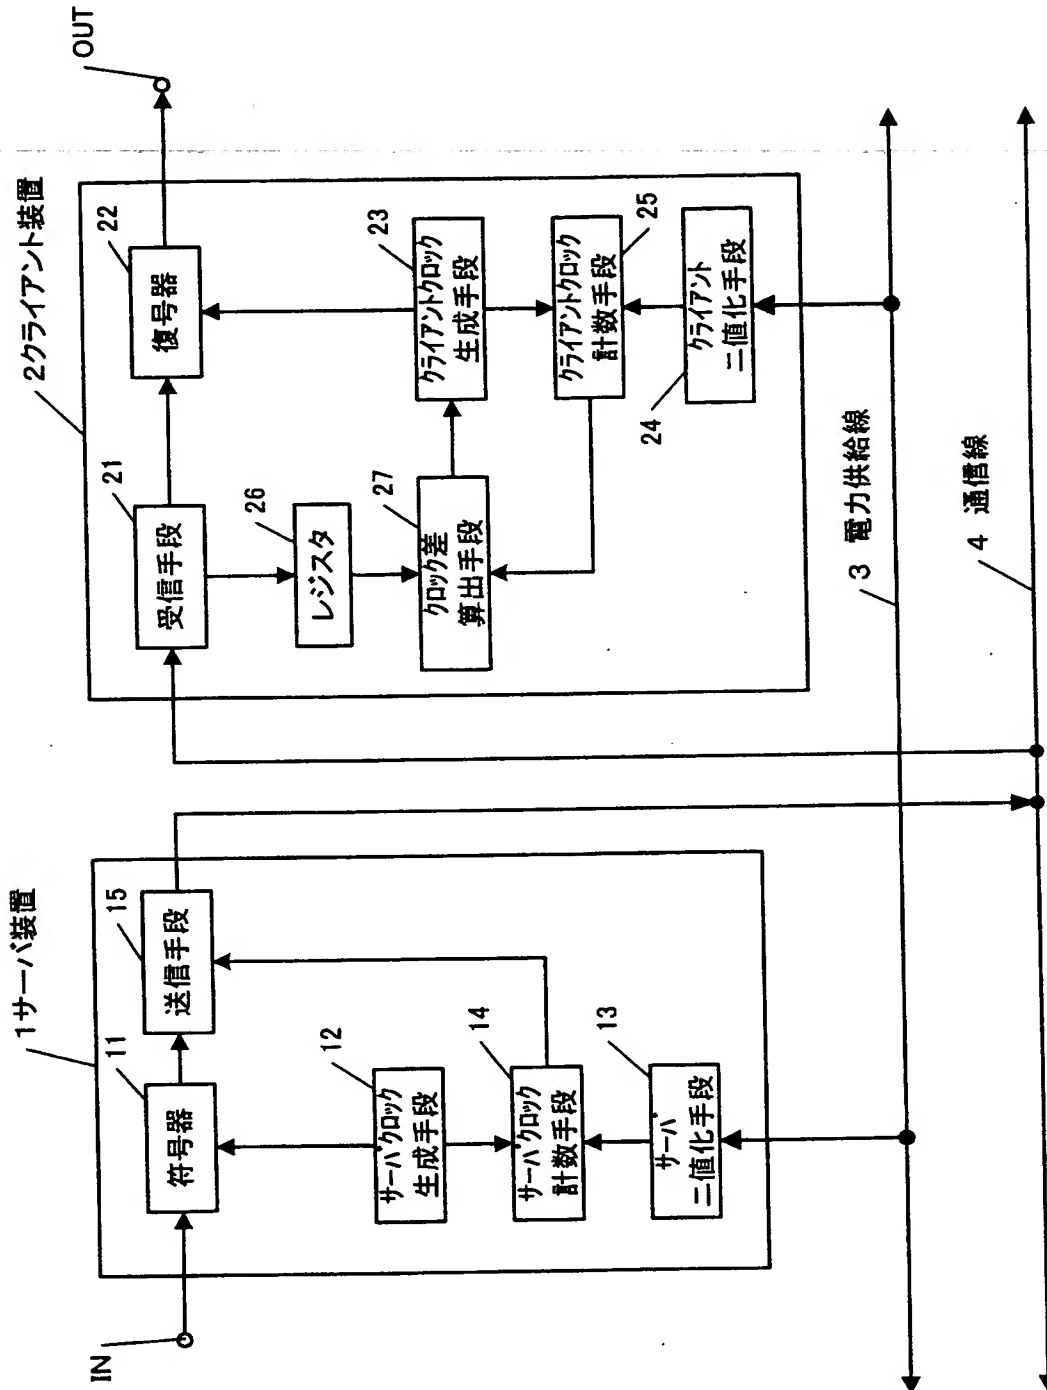 1サーバ装置
IN
11
符号器
15
送信手段
12
サーバクロック
生成手段
14
サーバクロック
計数手段
13
サーバ
二値化手段
2クライアント装置
21
受信手段
22
復号器
OUT
26
レジスタ
27
クロック差
算出手段
23
クライアントクロック
生成手段
25
クライアントクロック
計数手段
24
クライアント
二値化手段
3 電力供給線
4 通信線